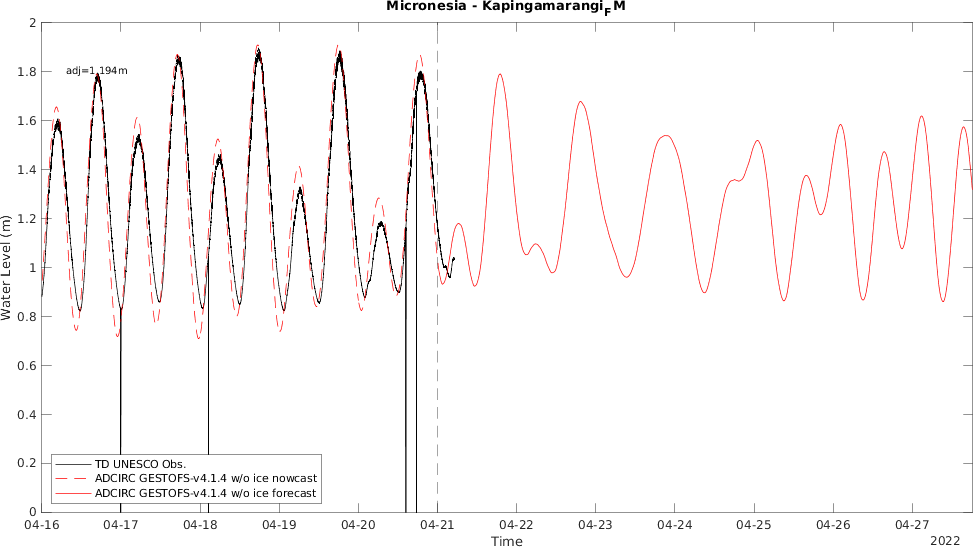 Micronesia - KapingamarangiFM
adj=1.194m
Water Level (m)
2
1.8
1.6
1.4
1.2
1
0.8
0.6
0.4
0.2
0
TD UNESCO Obs.
ADCIRC GESTOFS-v4.1.4 w/o ice nowcast
ADCIRC GESTOFS-v4.1.4 w/o ice forecast
04-16 04-17 04-18 04-19 04-20 04-21 04-22 04-23 04-24 04-25 04-26 04-27
Time
2022